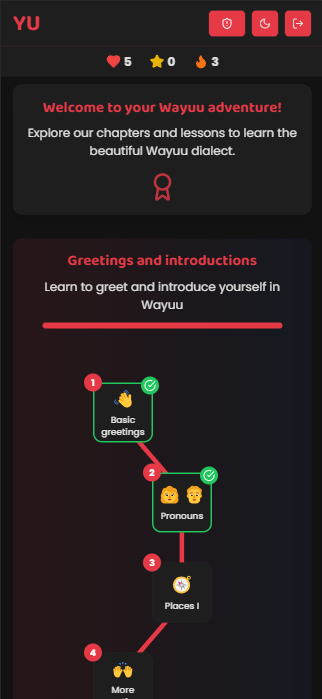 YU
5 0 3
Welcome to your Wayuu adventure!
Explore our chapters and lessons to learn the
beautiful Wayuu dialect.
Greetings and introductions
Learn to greet and introduce yourself in
Wayuu
1
Basic
greetings
2
Pronouns
3
Places I
4
More